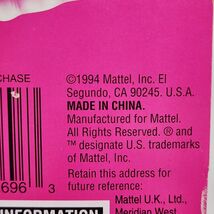 CHASE
©1994 Mattel, Inc. El
Segundo, CA 90245. U.S.A.
MADE IN CHINA.
Manufactured for Mattel.
All Rights Reserved. ® and
™ designate U.S. trademarks
of Mattel, Inc.
Retain this address for
future reference:
696 3
Mattel U.K., Ltd.,
Meridian West
INFORMATION